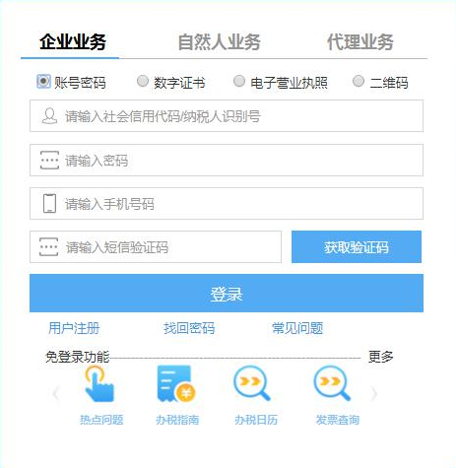 企业业务 自然人业务 代理业务
账号密码 数字证书 电子营业执照 二维码
请输入社会信用代码/纳税人识别号
请输入密码
请输入手机号码
请输入短信验证码 获取验证码
登录
用户注册 找回密码 常见问题
免登录功能 更多
热点问题 办税指南 办税日历 发票查询